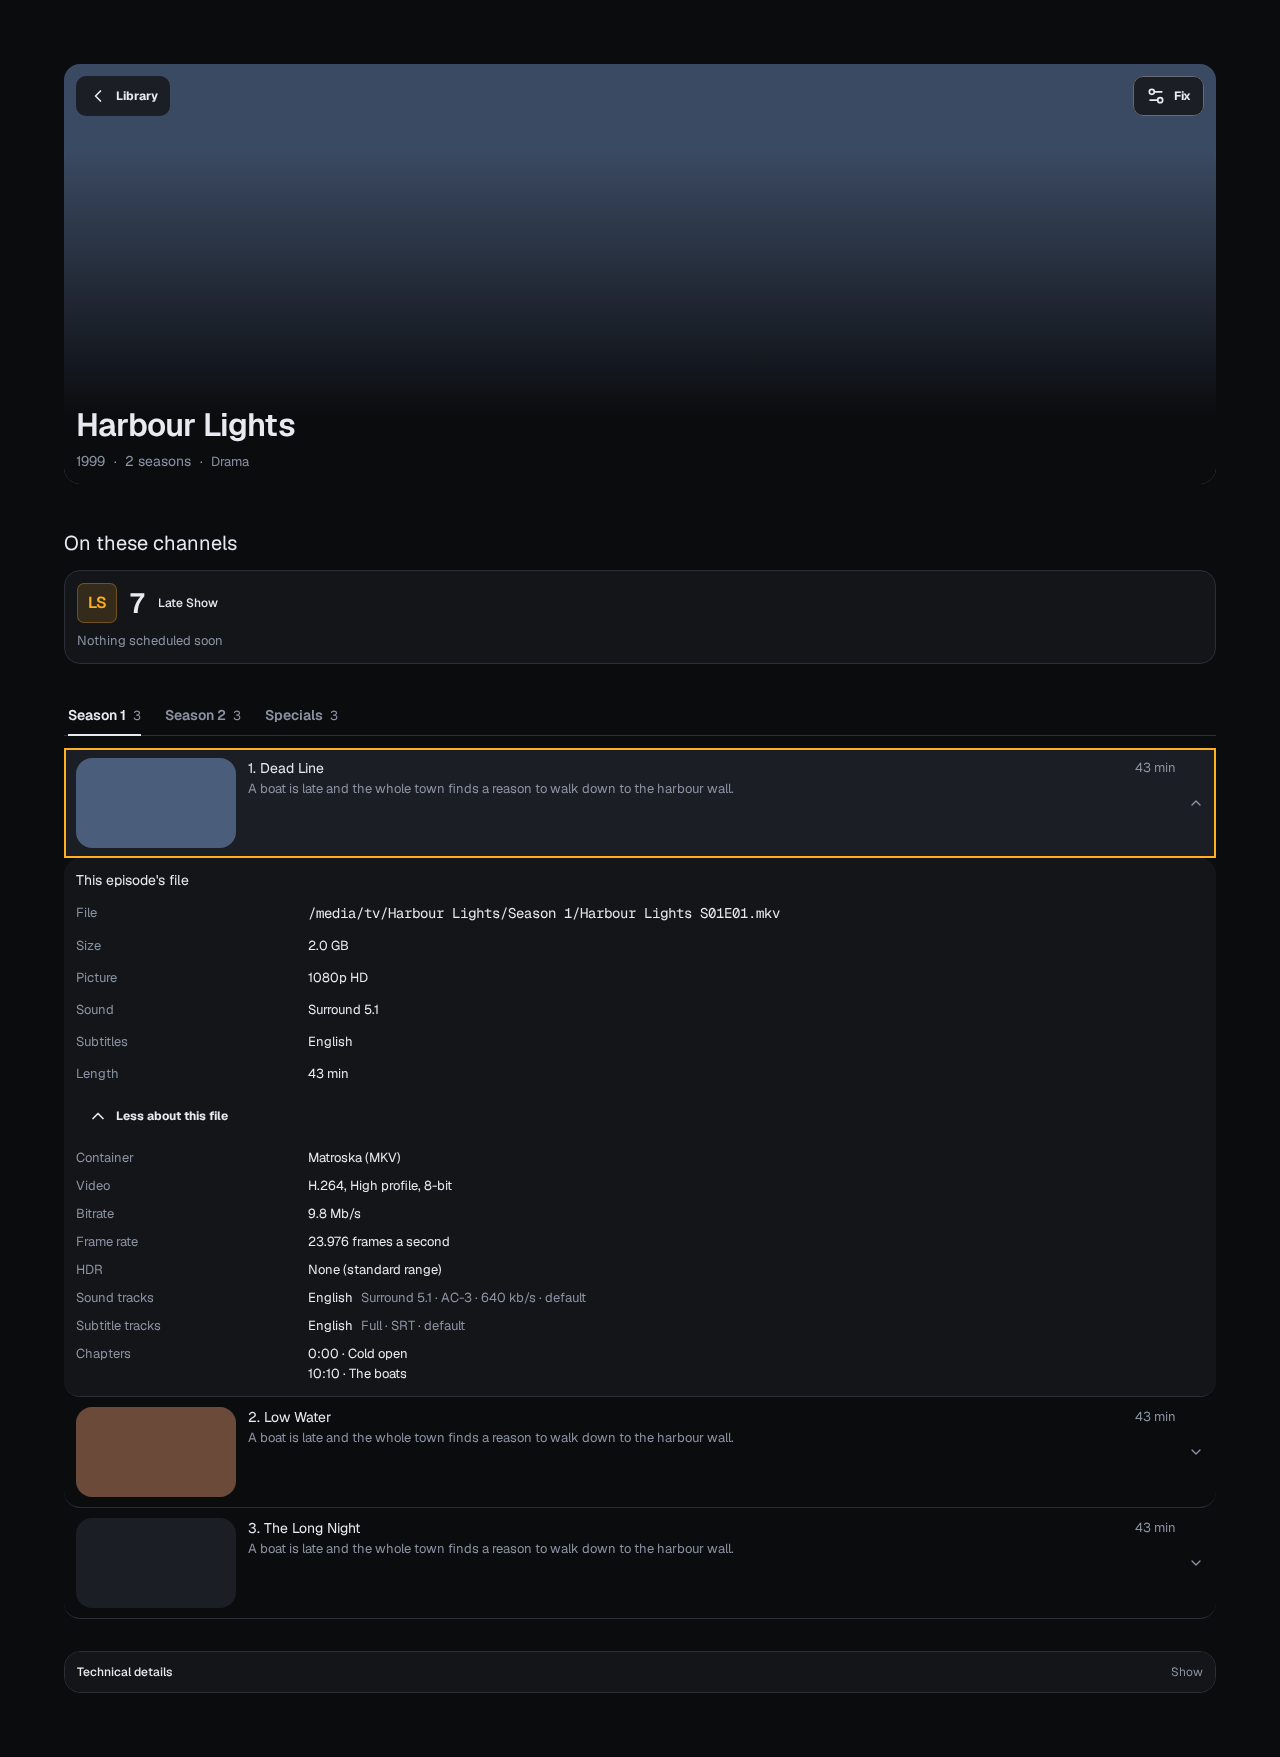 Library
Fix
Harbour Lights
1999 · 2 seasons · Drama
On these channels
LS 7 Late Show
Nothing scheduled soon
Season 1 3 Season 2 3 Specials 3
1. Dead Line 43 min
A boat is late and the whole town finds a reason to walk down to the harbour wall.
This episode's file
File /media/tv/Harbour Lights/Season 1/Harbour Lights S01E01.mkv
Size 2.0 GB
Picture 1080p HD
Sound Surround 5.1
Subtitles English
Length 43 min
Less about this file
Container Matroska (MKV)
Video H.264, High profile, 8-bit
Bitrate 9.8 Mb/s
Frame rate 23.976 frames a second
HDR None (standard range)
Sound tracks English Surround 5.1 · AC-3 · 640 kb/s · default
Subtitle tracks English Full · SRT · default
Chapters 0:00 · Cold open
10:10 · The boats
2. Low Water 43 min
A boat is late and the whole town finds a reason to walk down to the harbour wall.
3. The Long Night 43 min
A boat is late and the whole town finds a reason to walk down to the harbour wall.
Technical details Show